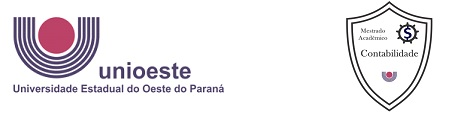 unioeste
Universidade Estadual do Oeste do Paraná
Mestrado
Acadêmico
Contabilidade